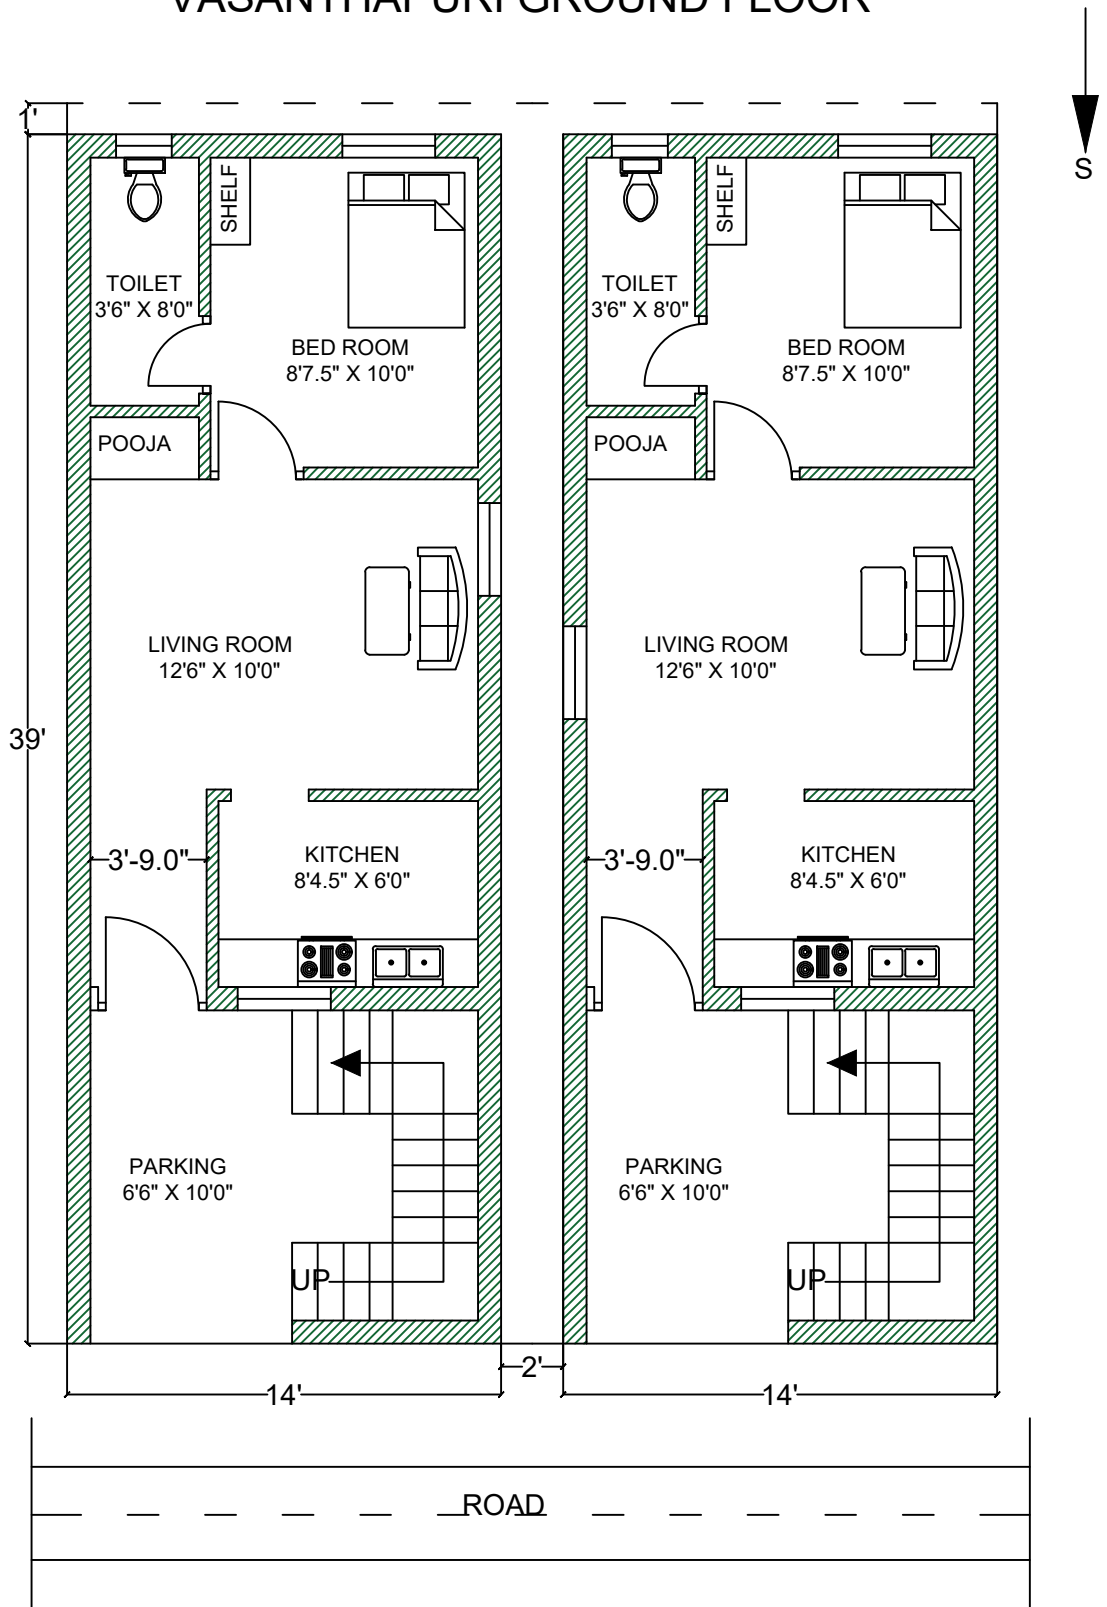 VASANTHAPURI GROUND FLOOR
S
1'
SHELF
TOILET
3'6" X 8'0"
BED ROOM
8'7.5" X 10'0"
POOJA
LIVING ROOM
12'6" X 10'0"
39'
3'-9.0"
KITCHEN
8'4.5" X 6'0"
PARKING
6'6" X 10'0"
UP
14'
2'
SHELF
TOILET
3'6" X 8'0"
BED ROOM
8'7.5" X 10'0"
POOJA
LIVING ROOM
12'6" X 10'0"
3'-9.0"
KITCHEN
8'4.5" X 6'0"
PARKING
6'6" X 10'0"
UP
14'
ROAD